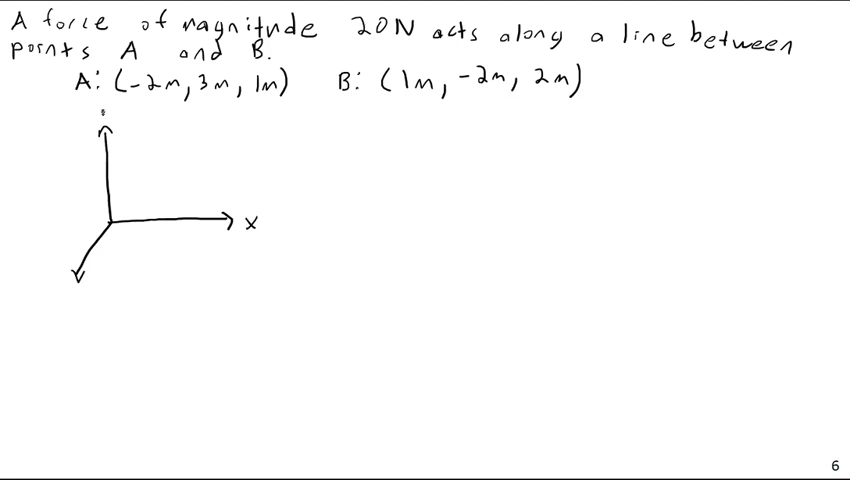 A force of magnitude 20N acts along a line between
points A and B.
A: (-2m, 3m, 1m) B: (1m, -2m, 2m)
x
6